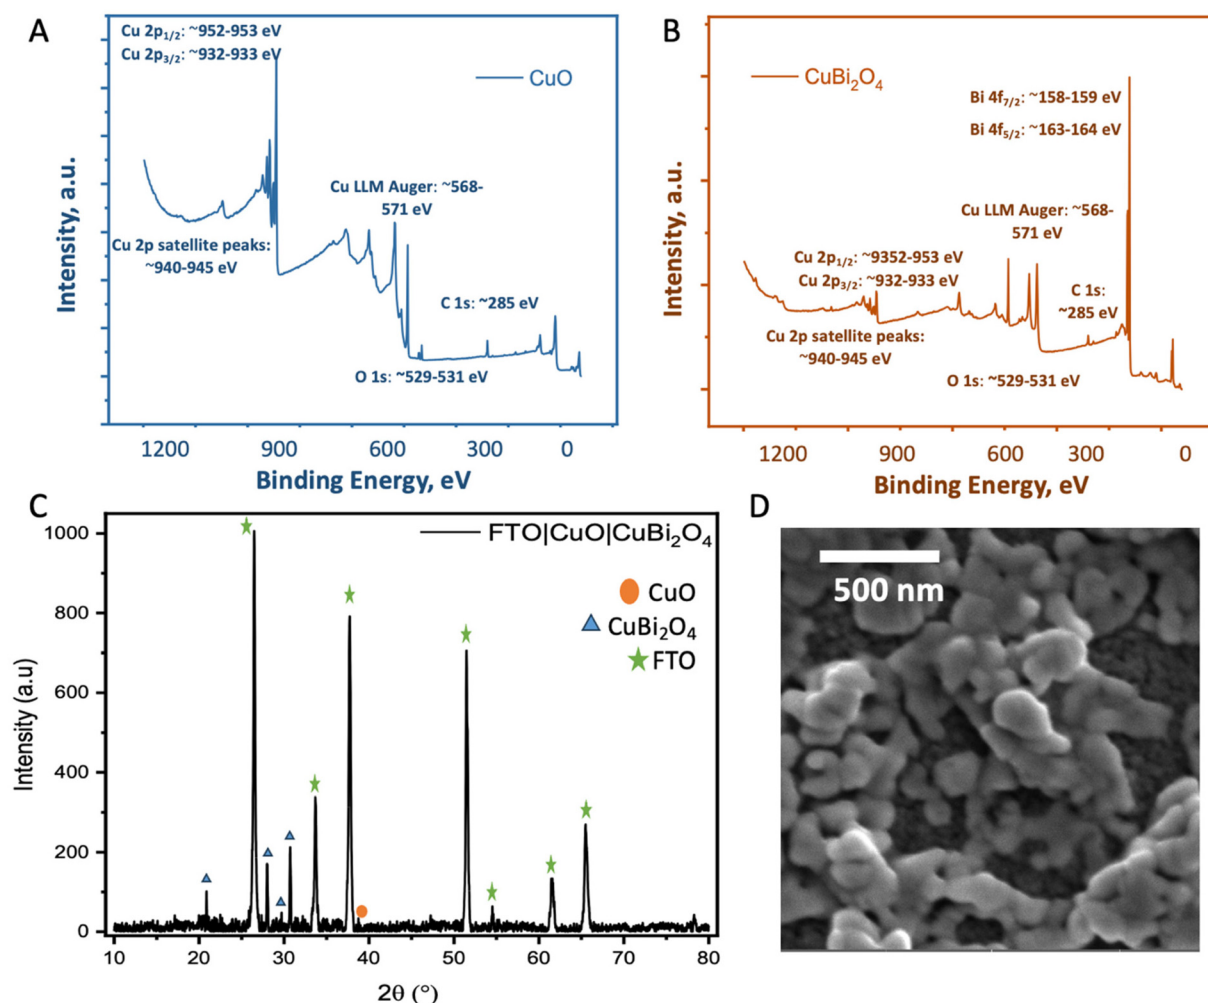 A
Cu 2p1/2: ~952-953 eV
Cu 2p3/2: ~932-933 eV
CuO
Cu LLM Auger: ~568-
571 eV
Cu 2p satellite peaks:
~940-945 eV
C 1s: ~285 eV
O 1s: ~529-531 eV
Intensity, a.u.
1200 900 600 300 0
Binding Energy, eV
B
CuBi2O4
Bi 4f7/2: ~158-159 eV
Bi 4f5/2: ~163-164 eV
Cu LLM Auger: ~568-
571 eV
Cu 2p1/2: ~9352-953 eV
Cu 2p3/2: ~932-933 eV
C 1s:
~285 eV
Cu 2p satellite peaks:
~940-945 eV
O 1s: ~529-531 eV
Intensity, a.u.
1200 900 600 300 0
Binding Energy, eV
C
FTO|CuO|CuBi2O4
CuO
CuBi2O4
FTO
1000
800
600
400
200
0
Intensity (a.u)
10 20 30 40 50 60 70 80
2θ (°)
D
500 nm